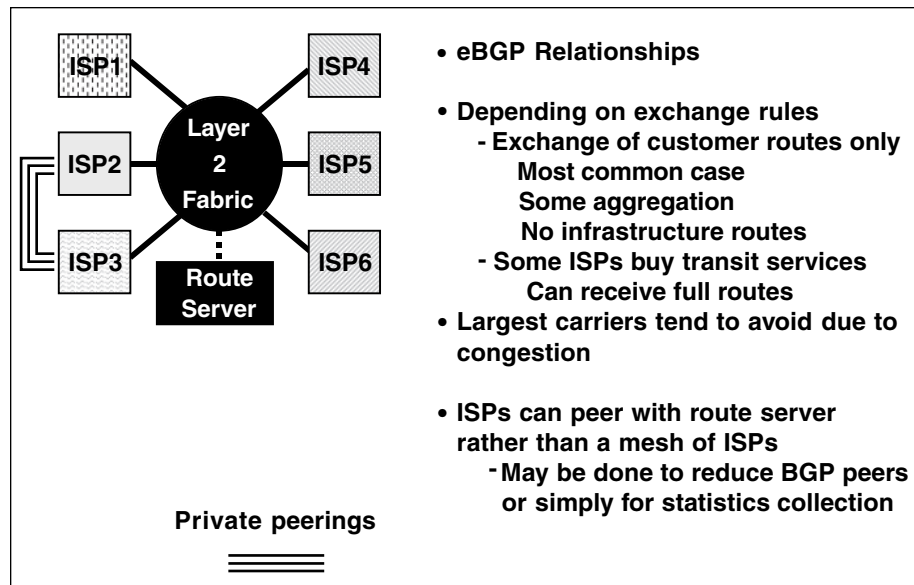 ISP1
ISP2
ISP3
Layer
2
Fabric
Route
Server
ISP4
ISP5
ISP6
Private peerings
• eBGP Relationships
• Depending on exchange rules
- Exchange of customer routes only
Most common case
Some aggregation
No infrastructure routes
- Some ISPs buy transit services
Can receive full routes
• Largest carriers tend to avoid due to
congestion
• ISPs can peer with route server
rather than a mesh of ISPs
- May be done to reduce BGP peers
or simply for statistics collection